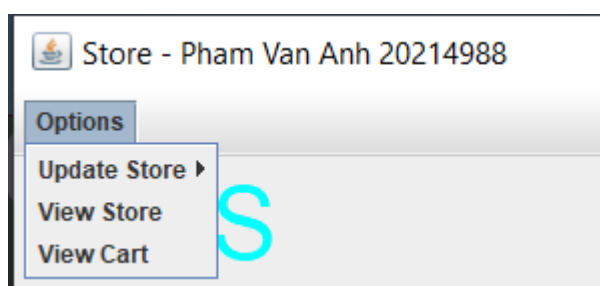 Store - Pham Van Anh 20214988
Options
Update Store
View Store
View Cart
S